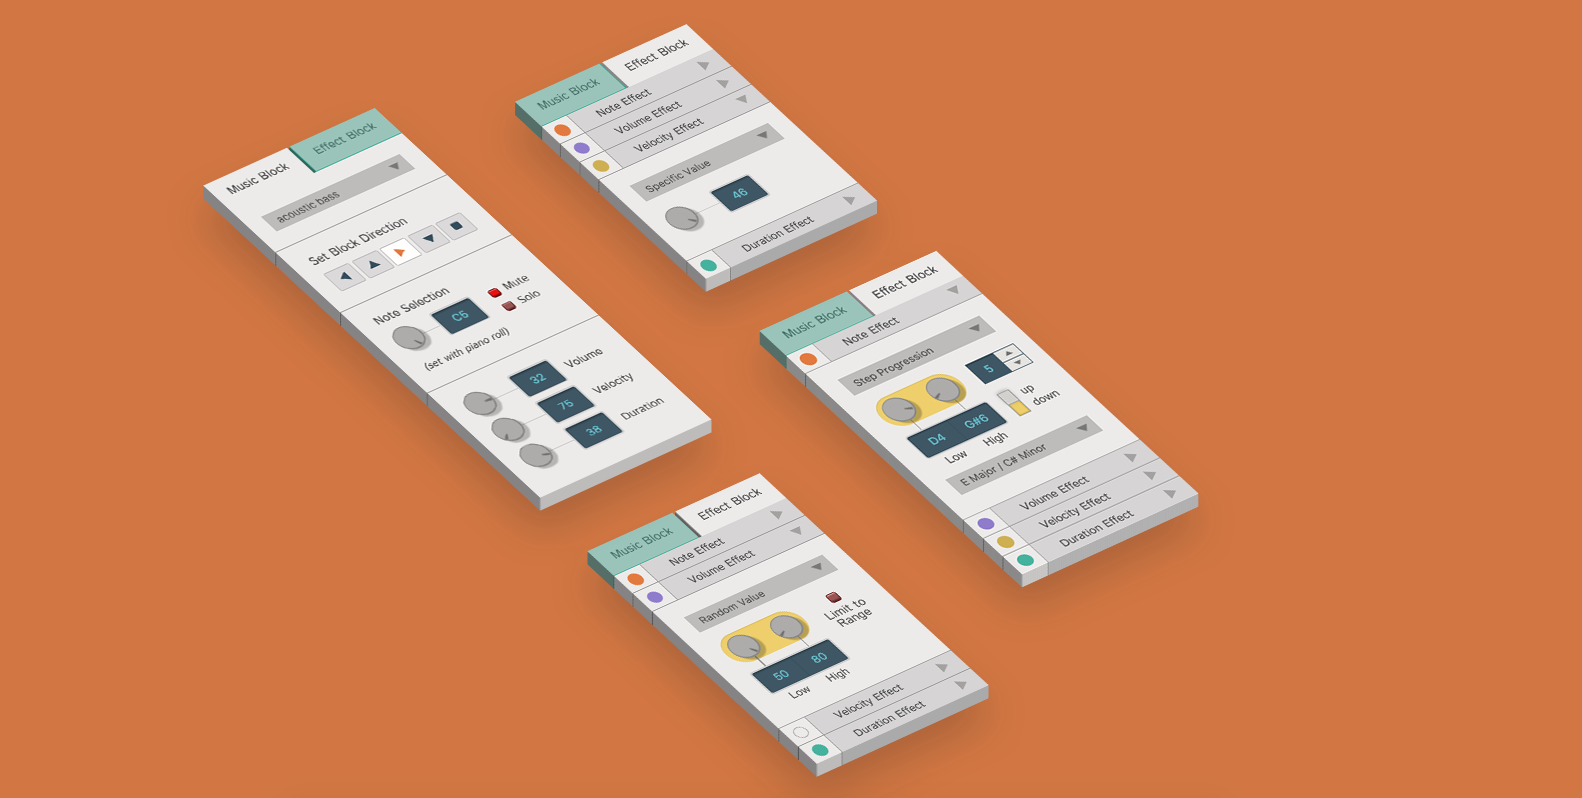 Music Block
Effect Block
acoustic bass
Set Block Direction
Note Selection
C5
Mute
Solo
(set with piano roll)
32
Volume
75
Velocity
38
Duration
Music Block
Effect Block
Note Effect
Volume Effect
Velocity Effect
Specific Value
46
Duration Effect
Music Block
Effect Block
Note Effect
Step Progression
5
D4
G#6
Low
High
up
down
E Major / C# Minor
Volume Effect
Velocity Effect
Duration Effect
Music Block
Effect Block
Note Effect
Volume Effect
Random Value
Limit to
Range
50
80
Low
High
Velocity Effect
Duration Effect